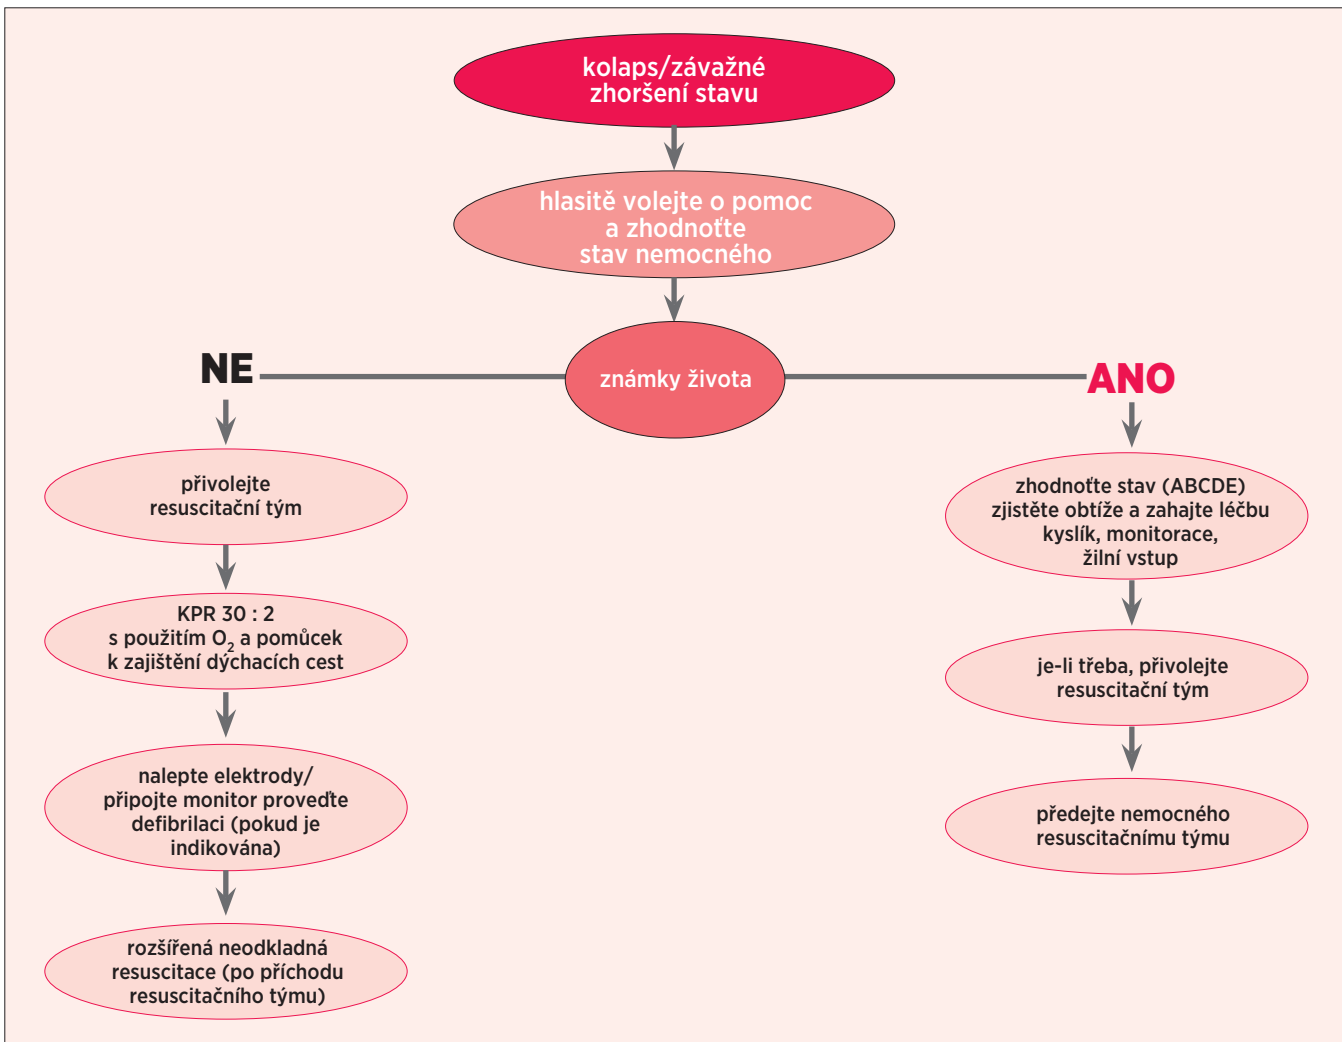 kolaps/závažné
zhoršení stavu
hlasitě volejte o pomoc
a zhodnoťte
stav nemocného
známky života
NE
přivolejte
resuscitační tým
KPR 30 : 2
s použitím O₂ a pomůcek
k zajištění dýchacích cest
nalepte elektrody/
připojte monitor proveďte
defibrilaci (pokud je
indikována)
rozšířená neodkladná
resuscitace (po příchodu
resuscitačního týmu)
ANO
zhodnoťte stav (ABCDE)
zjistěte obtíže a zahajte léčbu
kyslík, monitorace,
žilní vstup
je-li třeba, přivolejte
resuscitační tým
předejte nemocného
resuscitačnímu týmu